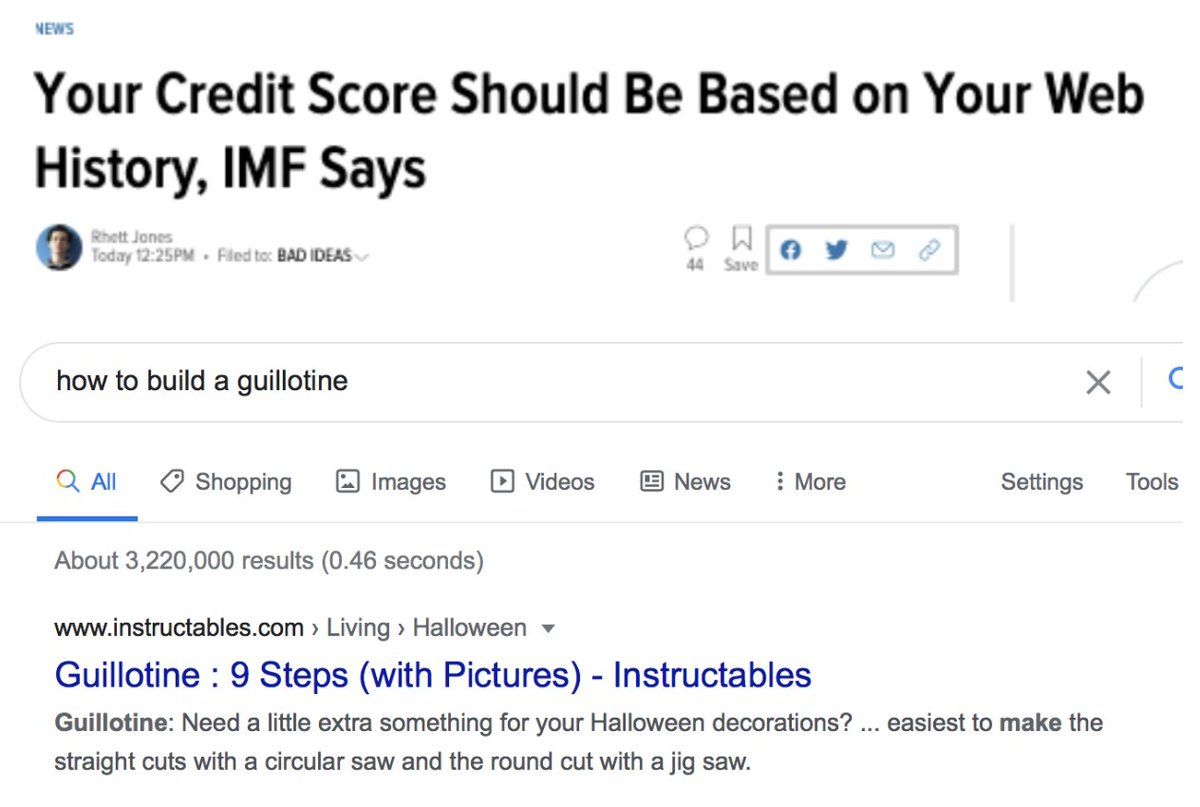 NEWS
Your Credit Score Should Be Based on Your Web
History, IMF Says
Rhett Jones
Today 12:25PM • Filed to: BAD IDEAS
44 Save
how to build a guillotine
All Shopping Images Videos News More Settings Tools
About 3,220,000 results (0.46 seconds)
www.instructables.com › Living › Halloween
Guillotine : 9 Steps (with Pictures) - Instructables
Guillotine: Need a little extra something for your Halloween decorations? ... easiest to make the
straight cuts with a circular saw and the round cut with a jig saw.